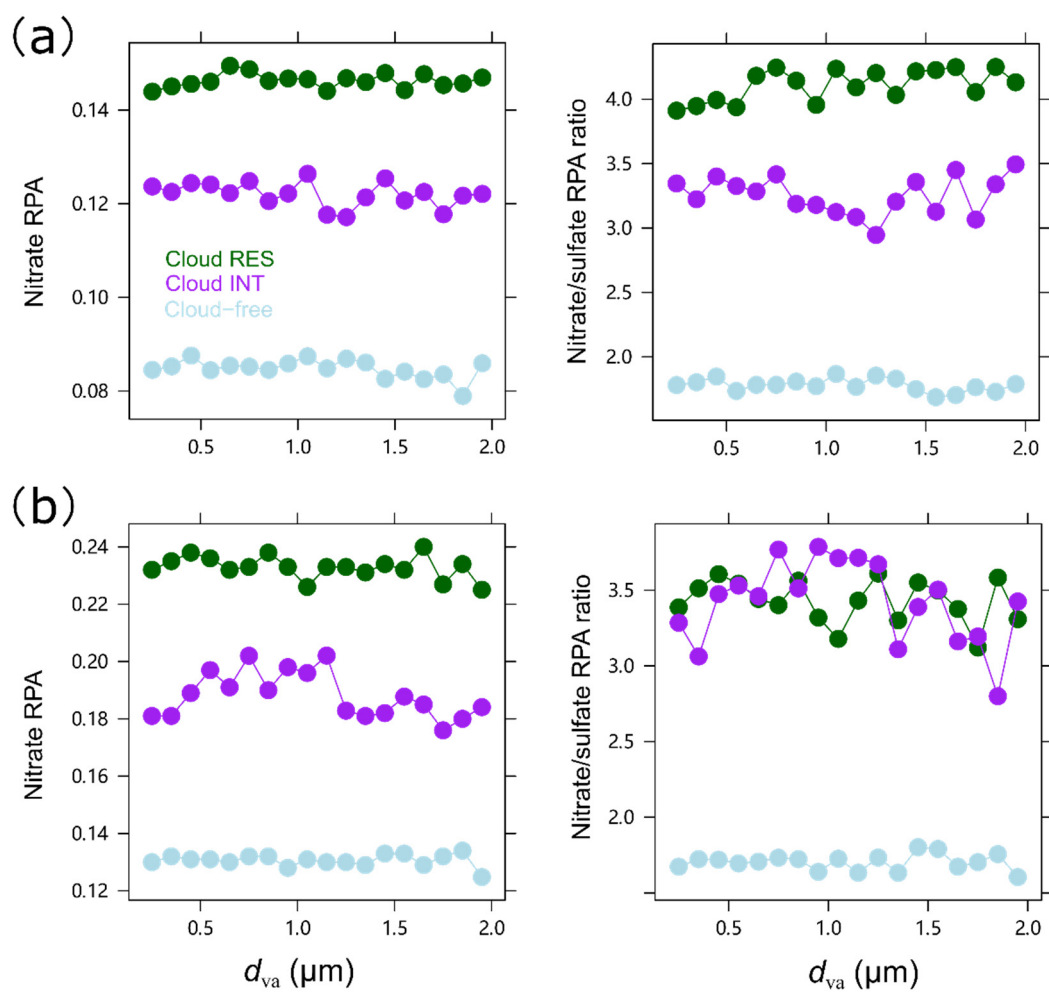 (a)
Nitrate RPA
0.14
0.12
0.10
0.08
Cloud RES
Cloud INT
Cloud−free
0.5 1.0 1.5 2.0
Nitrate/sulfate RPA ratio
4.0
3.5
3.0
2.5
2.0
0.5 1.0 1.5 2.0
(b)
Nitrate RPA
0.24
0.22
0.20
0.18
0.16
0.14
0.12
0.5 1.0 1.5 2.0
dva (μm)
Nitrate/sulfate RPA ratio
3.5
3.0
2.5
2.0
0.5 1.0 1.5 2.0
dva (μm)